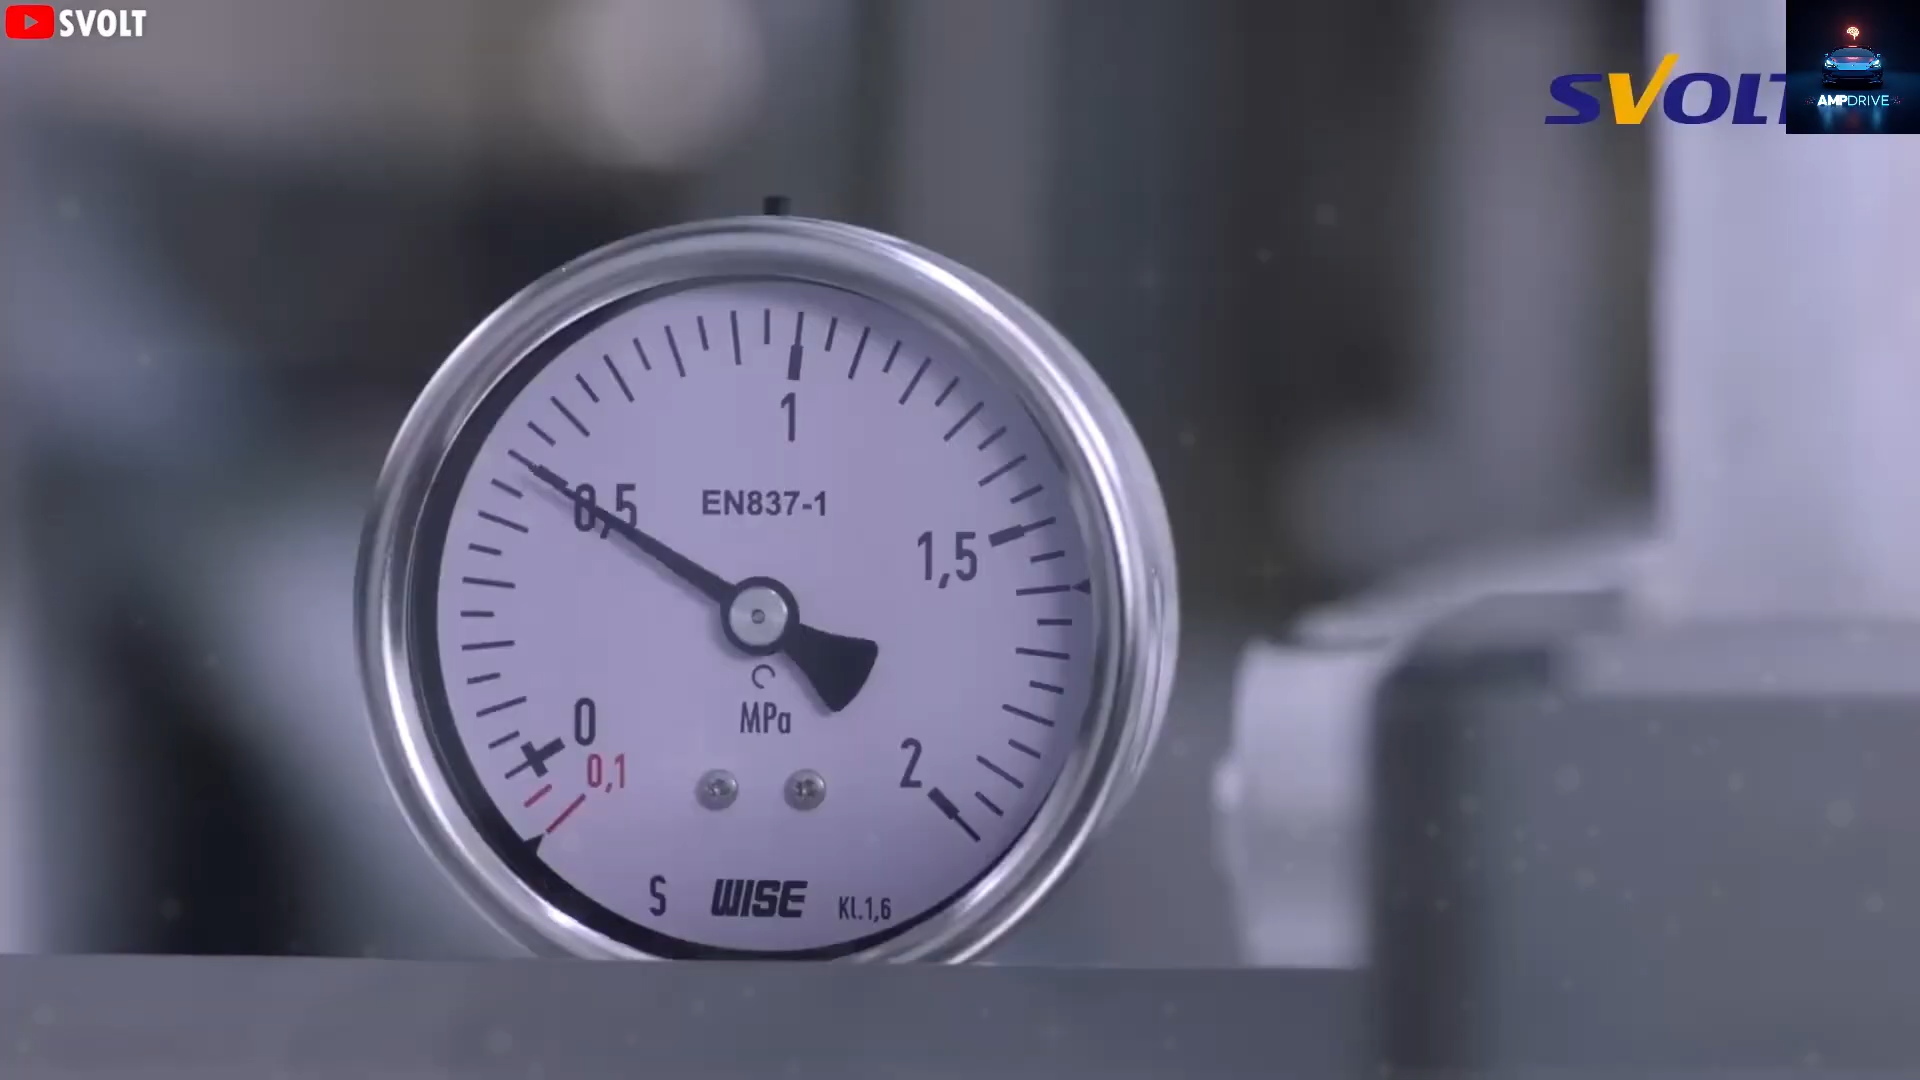 SVOLT
SVOLT
AMPDRIVE
1
0,5
EN837-1
1,5
MPa
0
0,1
2
S WISE Kl.1,6